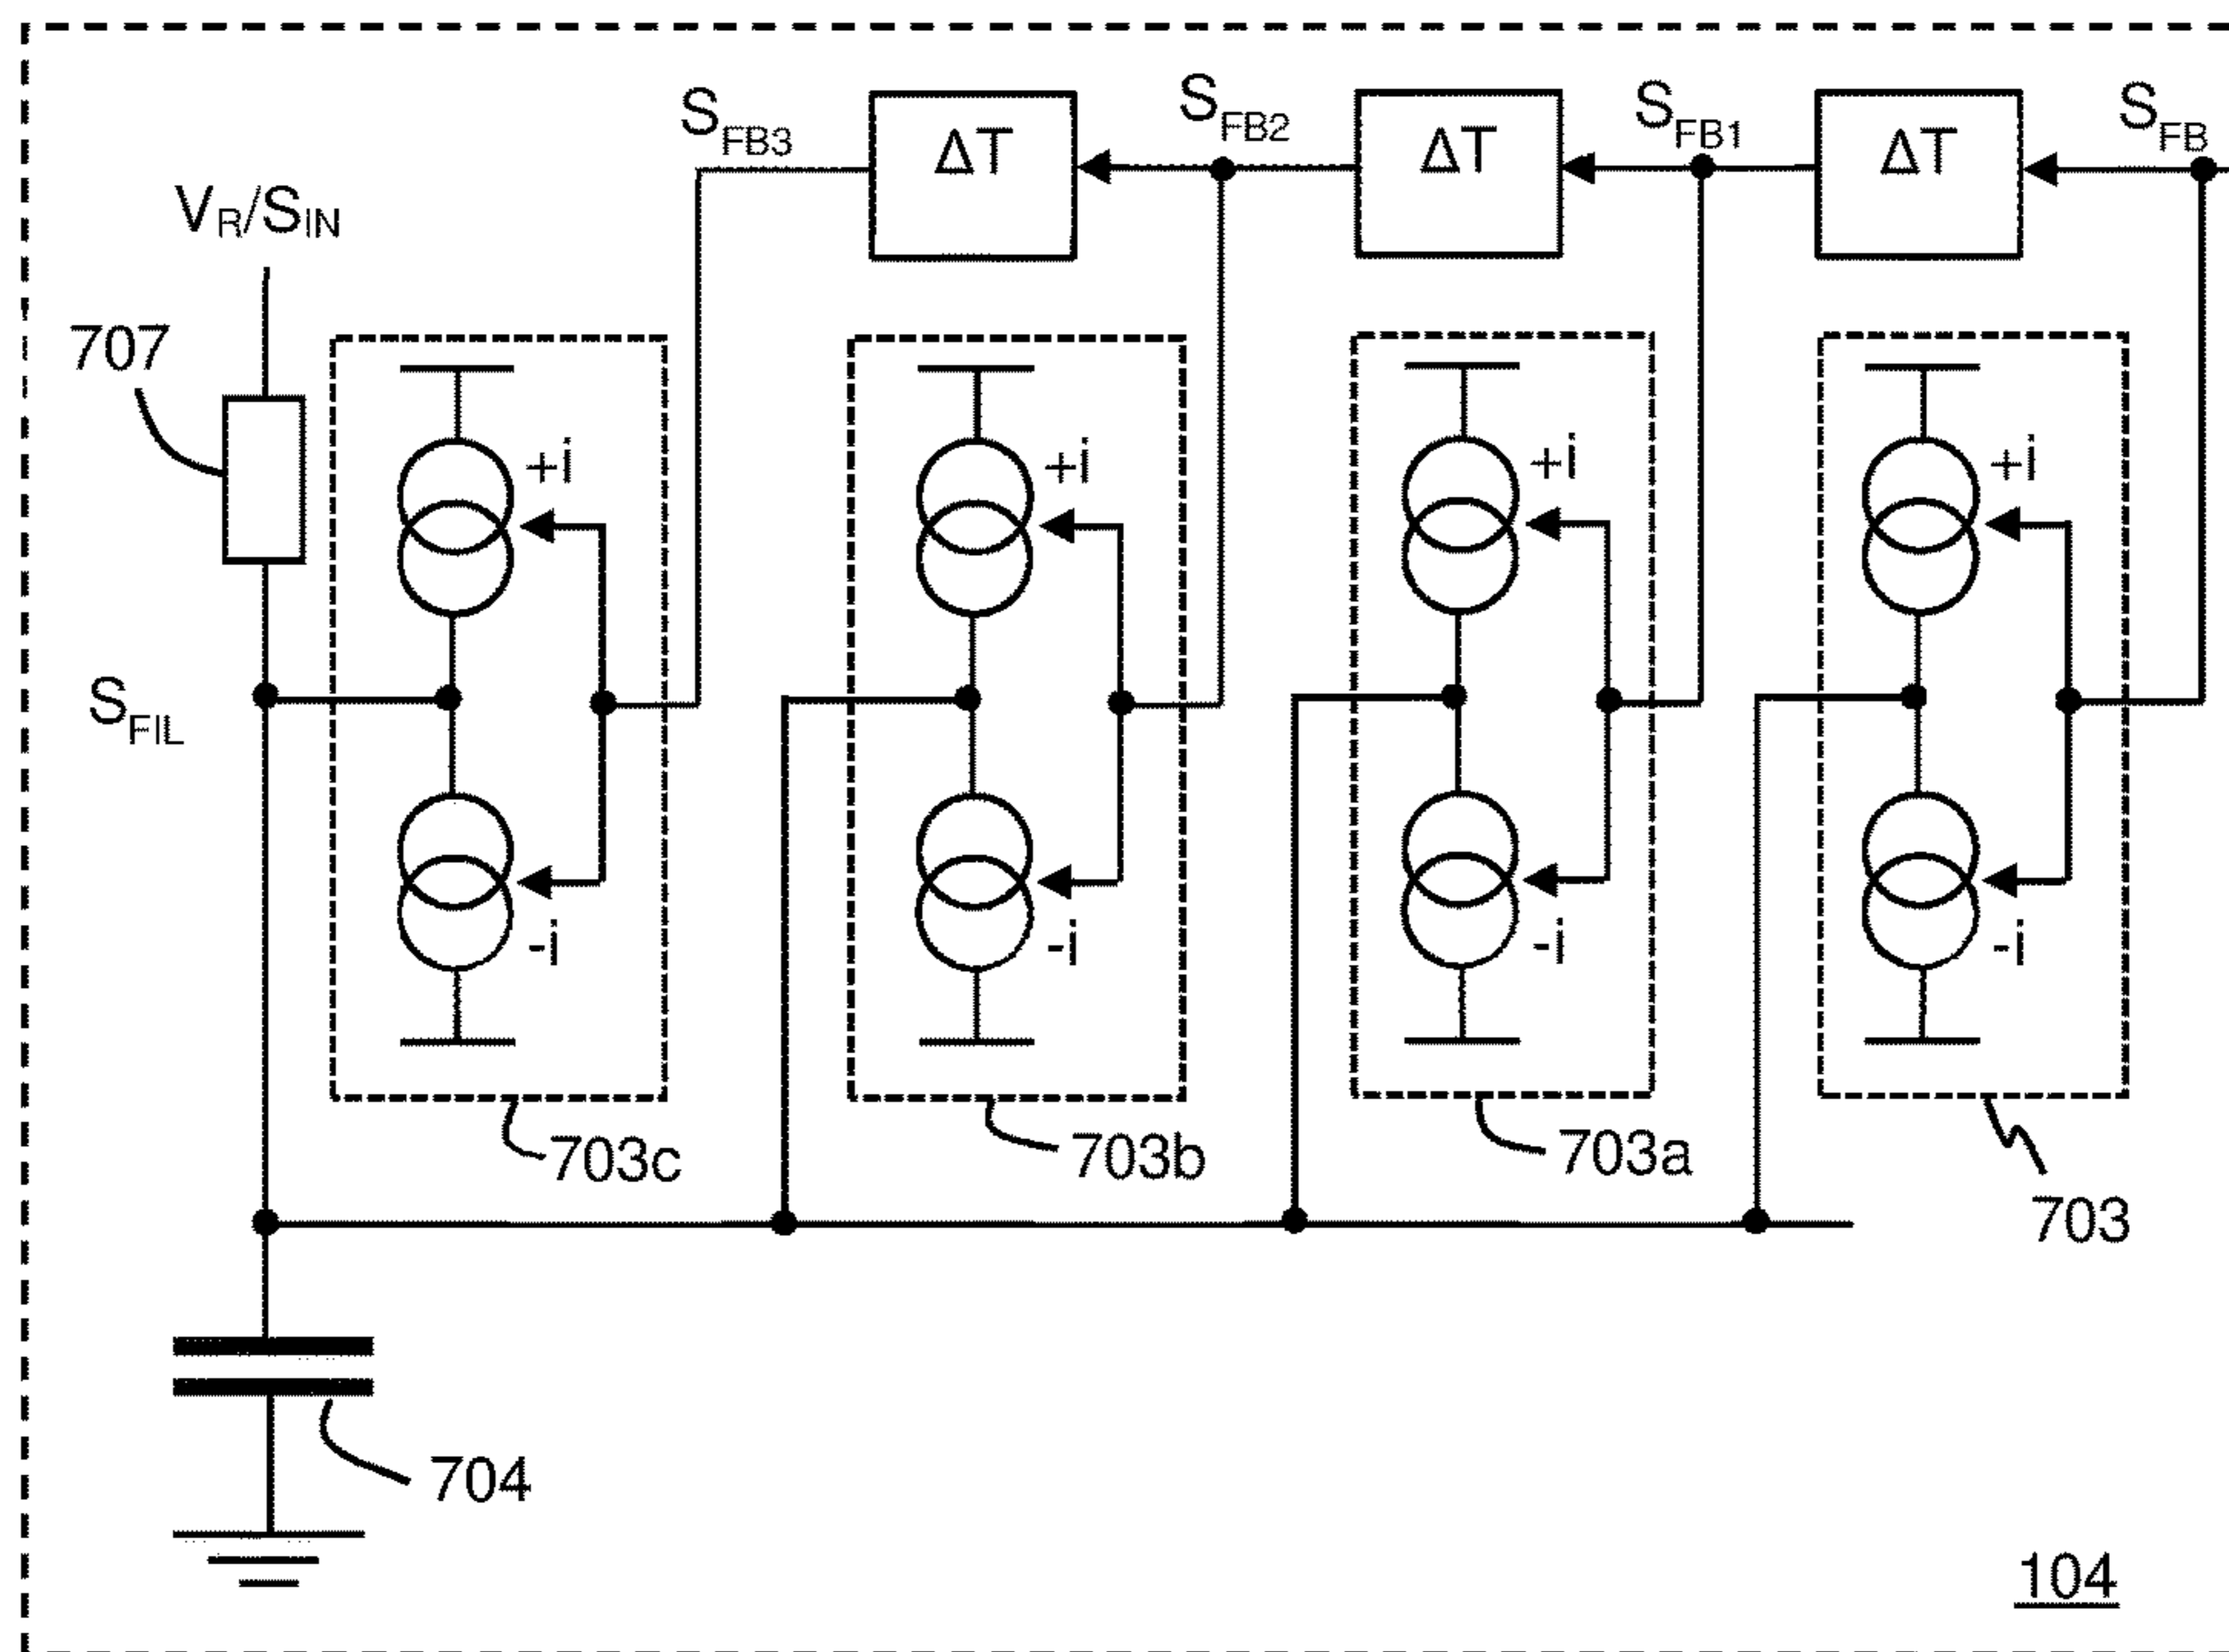 S_FB3
ΔT
S_FB2
ΔT
S_FB1
ΔT
S_FB
V_R/S_IN
707
+i
+i
+i
+i
S_FIL
-i
-i
-i
-i
703c
703b
703a
703
704
104